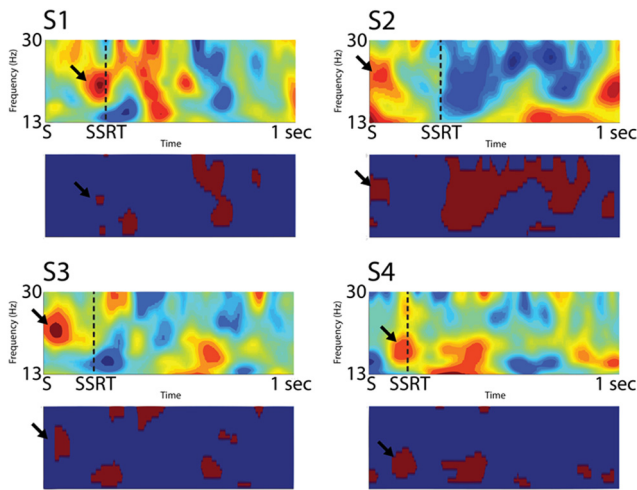 S1
30
Frequency (Hz)
13
S SSRT 1 sec
Time
S2
30
Frequency (Hz)
13
S SSRT 1 sec
Time
S3
30
Frequency (Hz)
13
S SSRT 1 sec
Time
S4
30
Frequency (Hz)
13
S SSRT 1 sec
Time